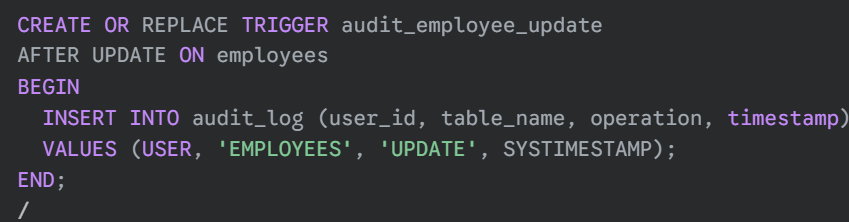 CREATE OR REPLACE TRIGGER audit_employee_update
AFTER UPDATE ON employees
BEGIN
  INSERT INTO audit_log (user_id, table_name, operation, timestamp)
  VALUES (USER, 'EMPLOYEES', 'UPDATE', SYSTIMESTAMP);
END;
/